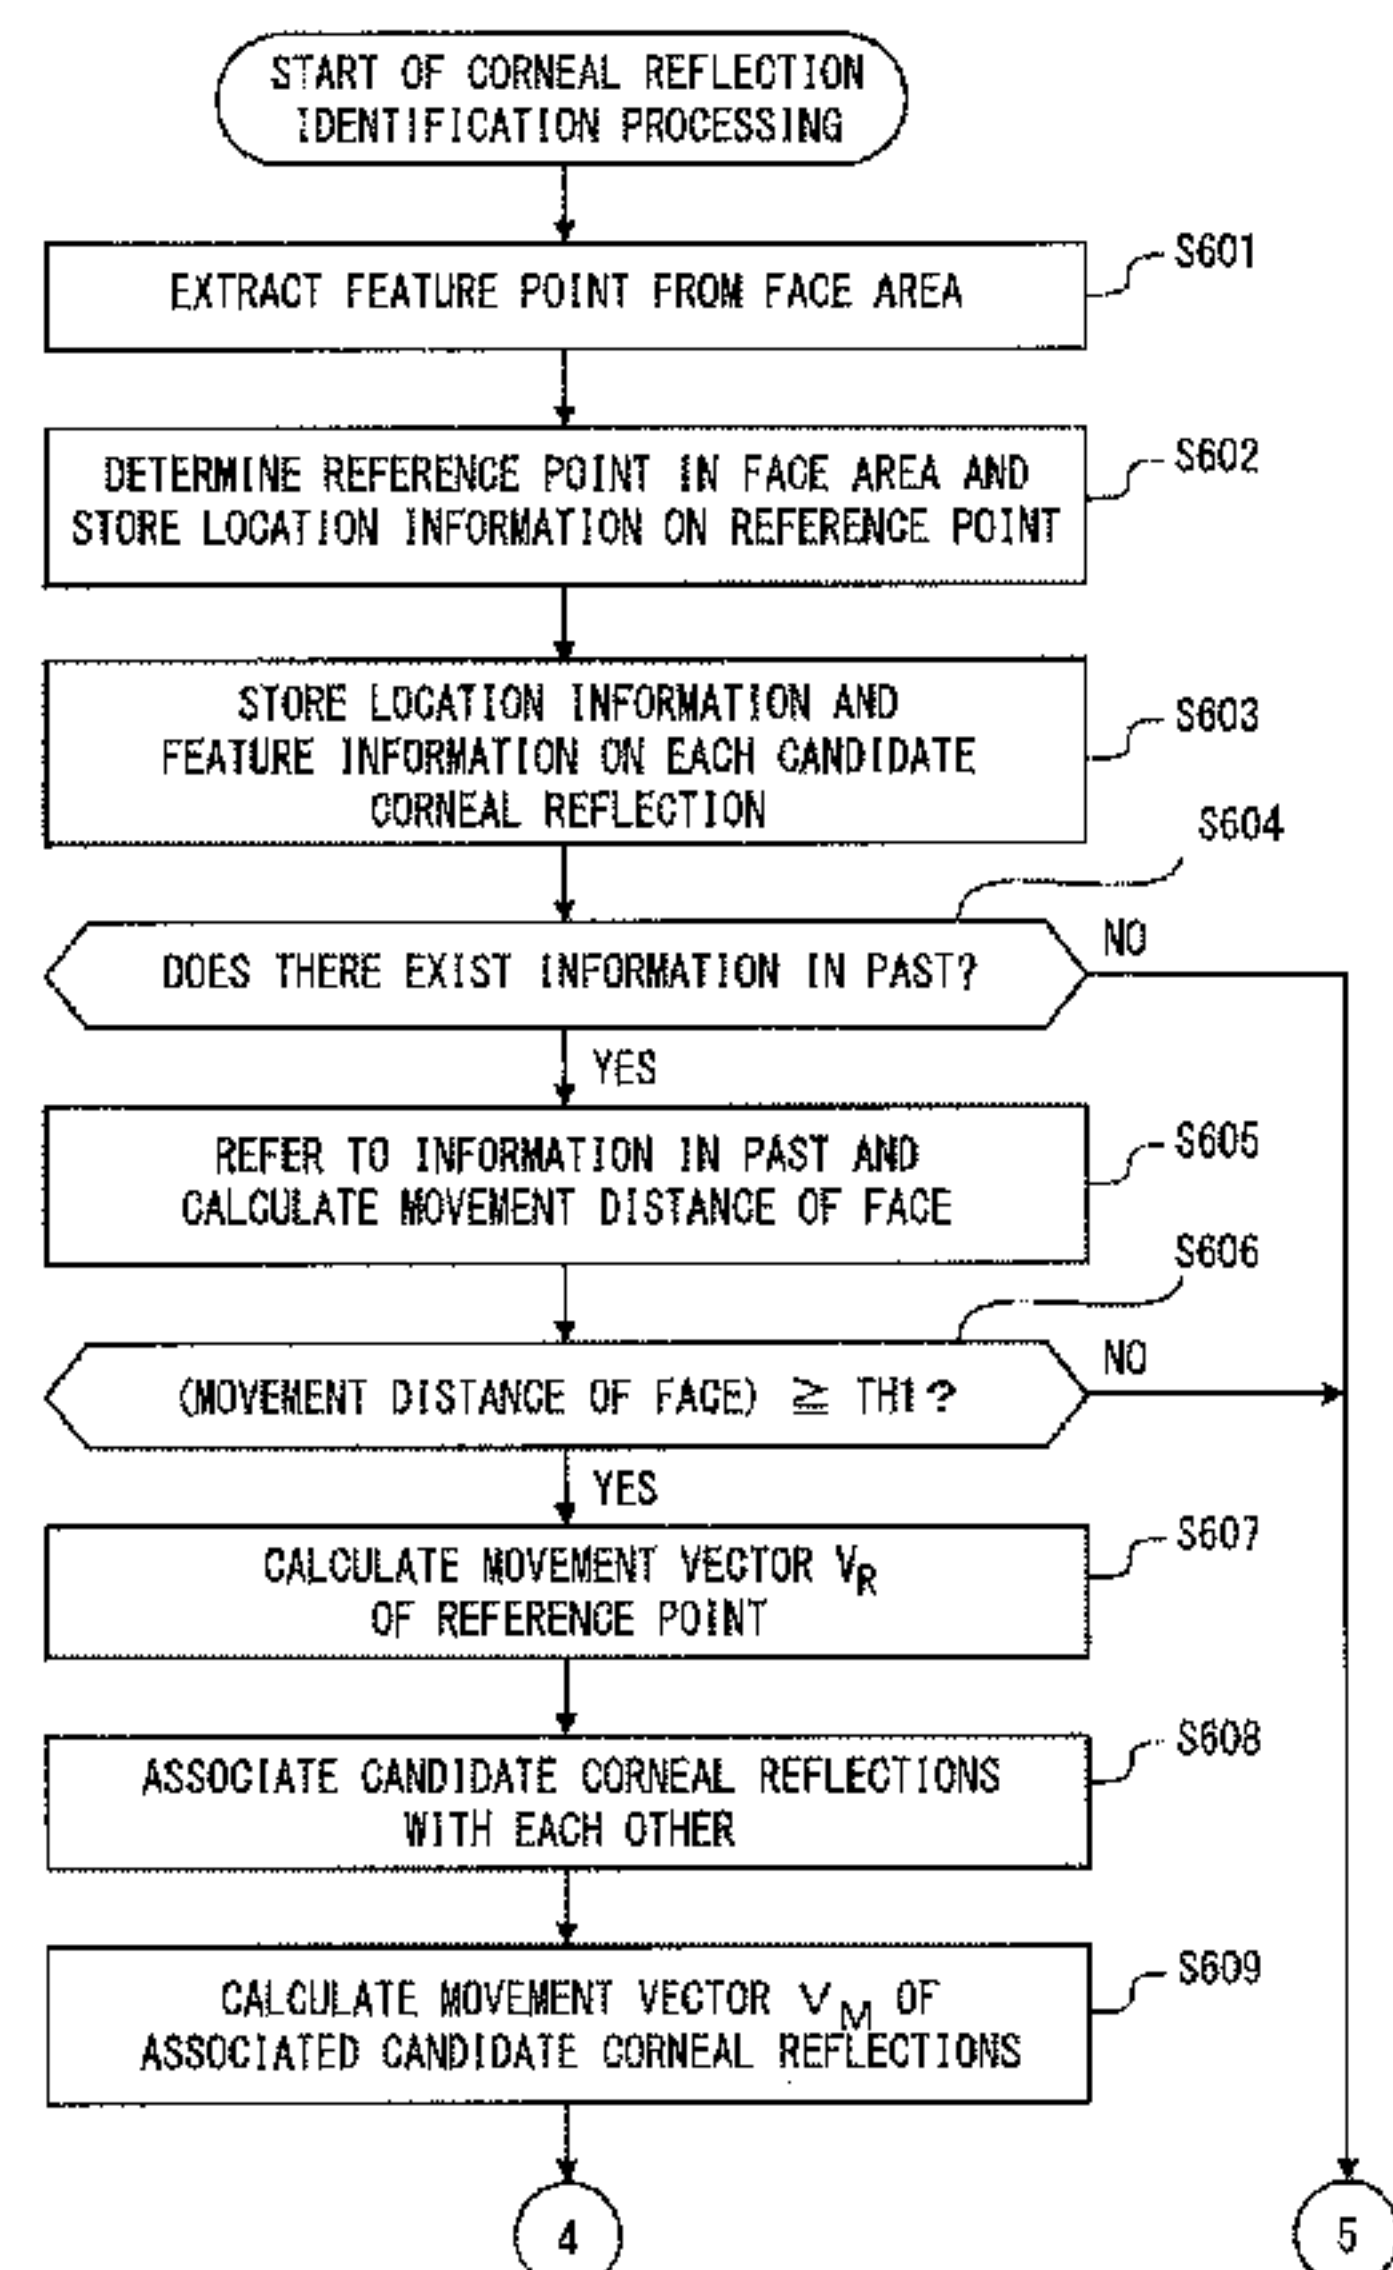 START OF CORNEAL REFLECTION
IDENTIFICATION PROCESSING
EXTRACT FEATURE POINT FROM FACE AREA
S601
DETERMINE REFERENCE POINT IN FACE AREA AND
STORE LOCATION INFORMATION ON REFERENCE POINT
S602
STORE LOCATION INFORMATION AND
FEATURE INFORMATION ON EACH CANDIDATE
CORNEAL REFLECTION
S603
S604
DOES THERE EXIST INFORMATION IN PAST?
NO
YES
REFER TO INFORMATION IN PAST AND
CALCULATE MOVEMENT DISTANCE OF FACE
S605
S606
(MOVEMENT DISTANCE OF FACE) ≧ TH1?
NO
YES
CALCULATE MOVEMENT VECTOR VR
OF REFERENCE POINT
S607
ASSOCIATE CANDIDATE CORNEAL REFLECTIONS
WITH EACH OTHER
S608
CALCULATE MOVEMENT VECTOR VM OF
ASSOCIATED CANDIDATE CORNEAL REFLECTIONS
S609
4
5